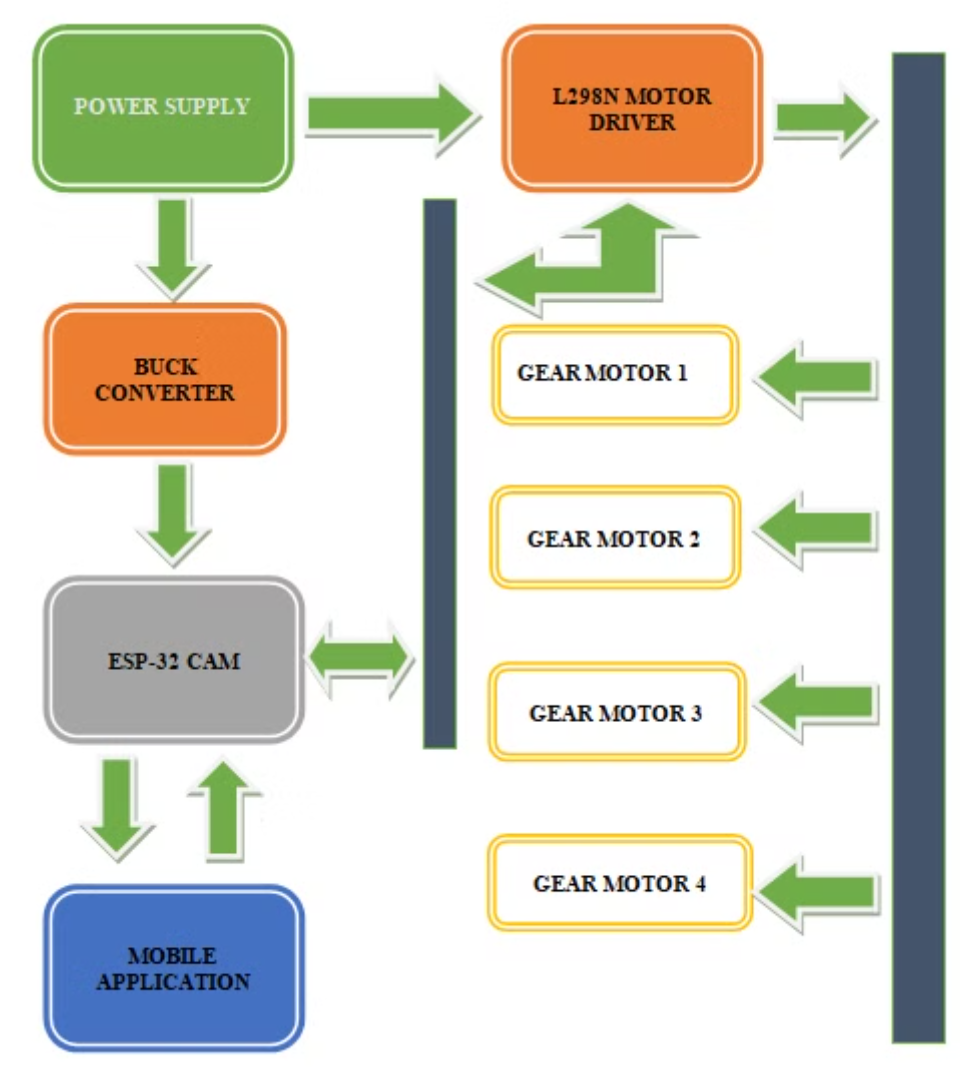 POWER SUPPLY
L298N MOTOR
DRIVER
BUCK
CONVERTER
GEAR MOTOR 1
GEAR MOTOR 2
ESP-32 CAM
GEAR MOTOR 3
GEAR MOTOR 4
MOBILE
APPLICATION